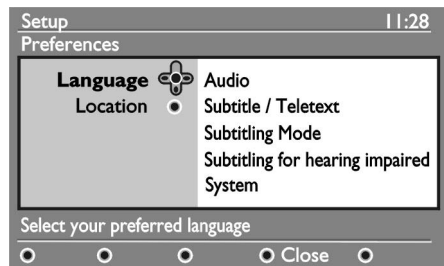 Setup 11:28
Preferences
Language Audio
Location Subtitle / Teletext
Subtitling Mode
Subtitling for hearing impaired
System
Select your preferred language
Close